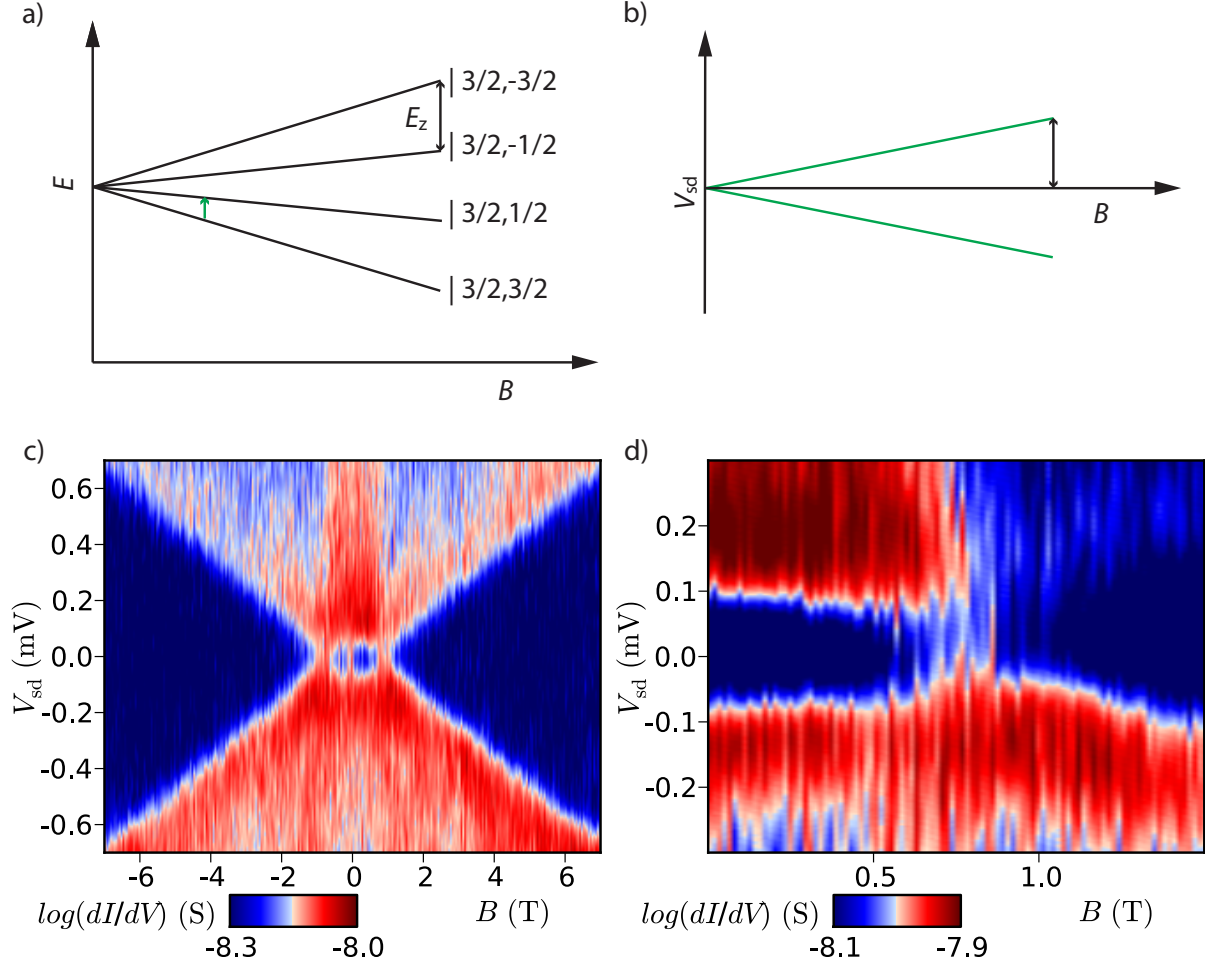 a)
E
E_z
| 3/2,-3/2
| 3/2,-1/2
| 3/2,1/2
| 3/2,3/2
B
b)
V_sd
B
c)
V_sd (mV)
0.6
0.4
0.2
0.0
-0.2
-0.4
-0.6
-6 -4 -2 0 2 4 6
log(dI/dV) (S)
-8.3 -8.0
B (T)
d)
V_sd (mV)
0.2
0.1
0.0
-0.1
-0.2
0.5 1.0
log(dI/dV) (S)
-8.1 -7.9
B (T)